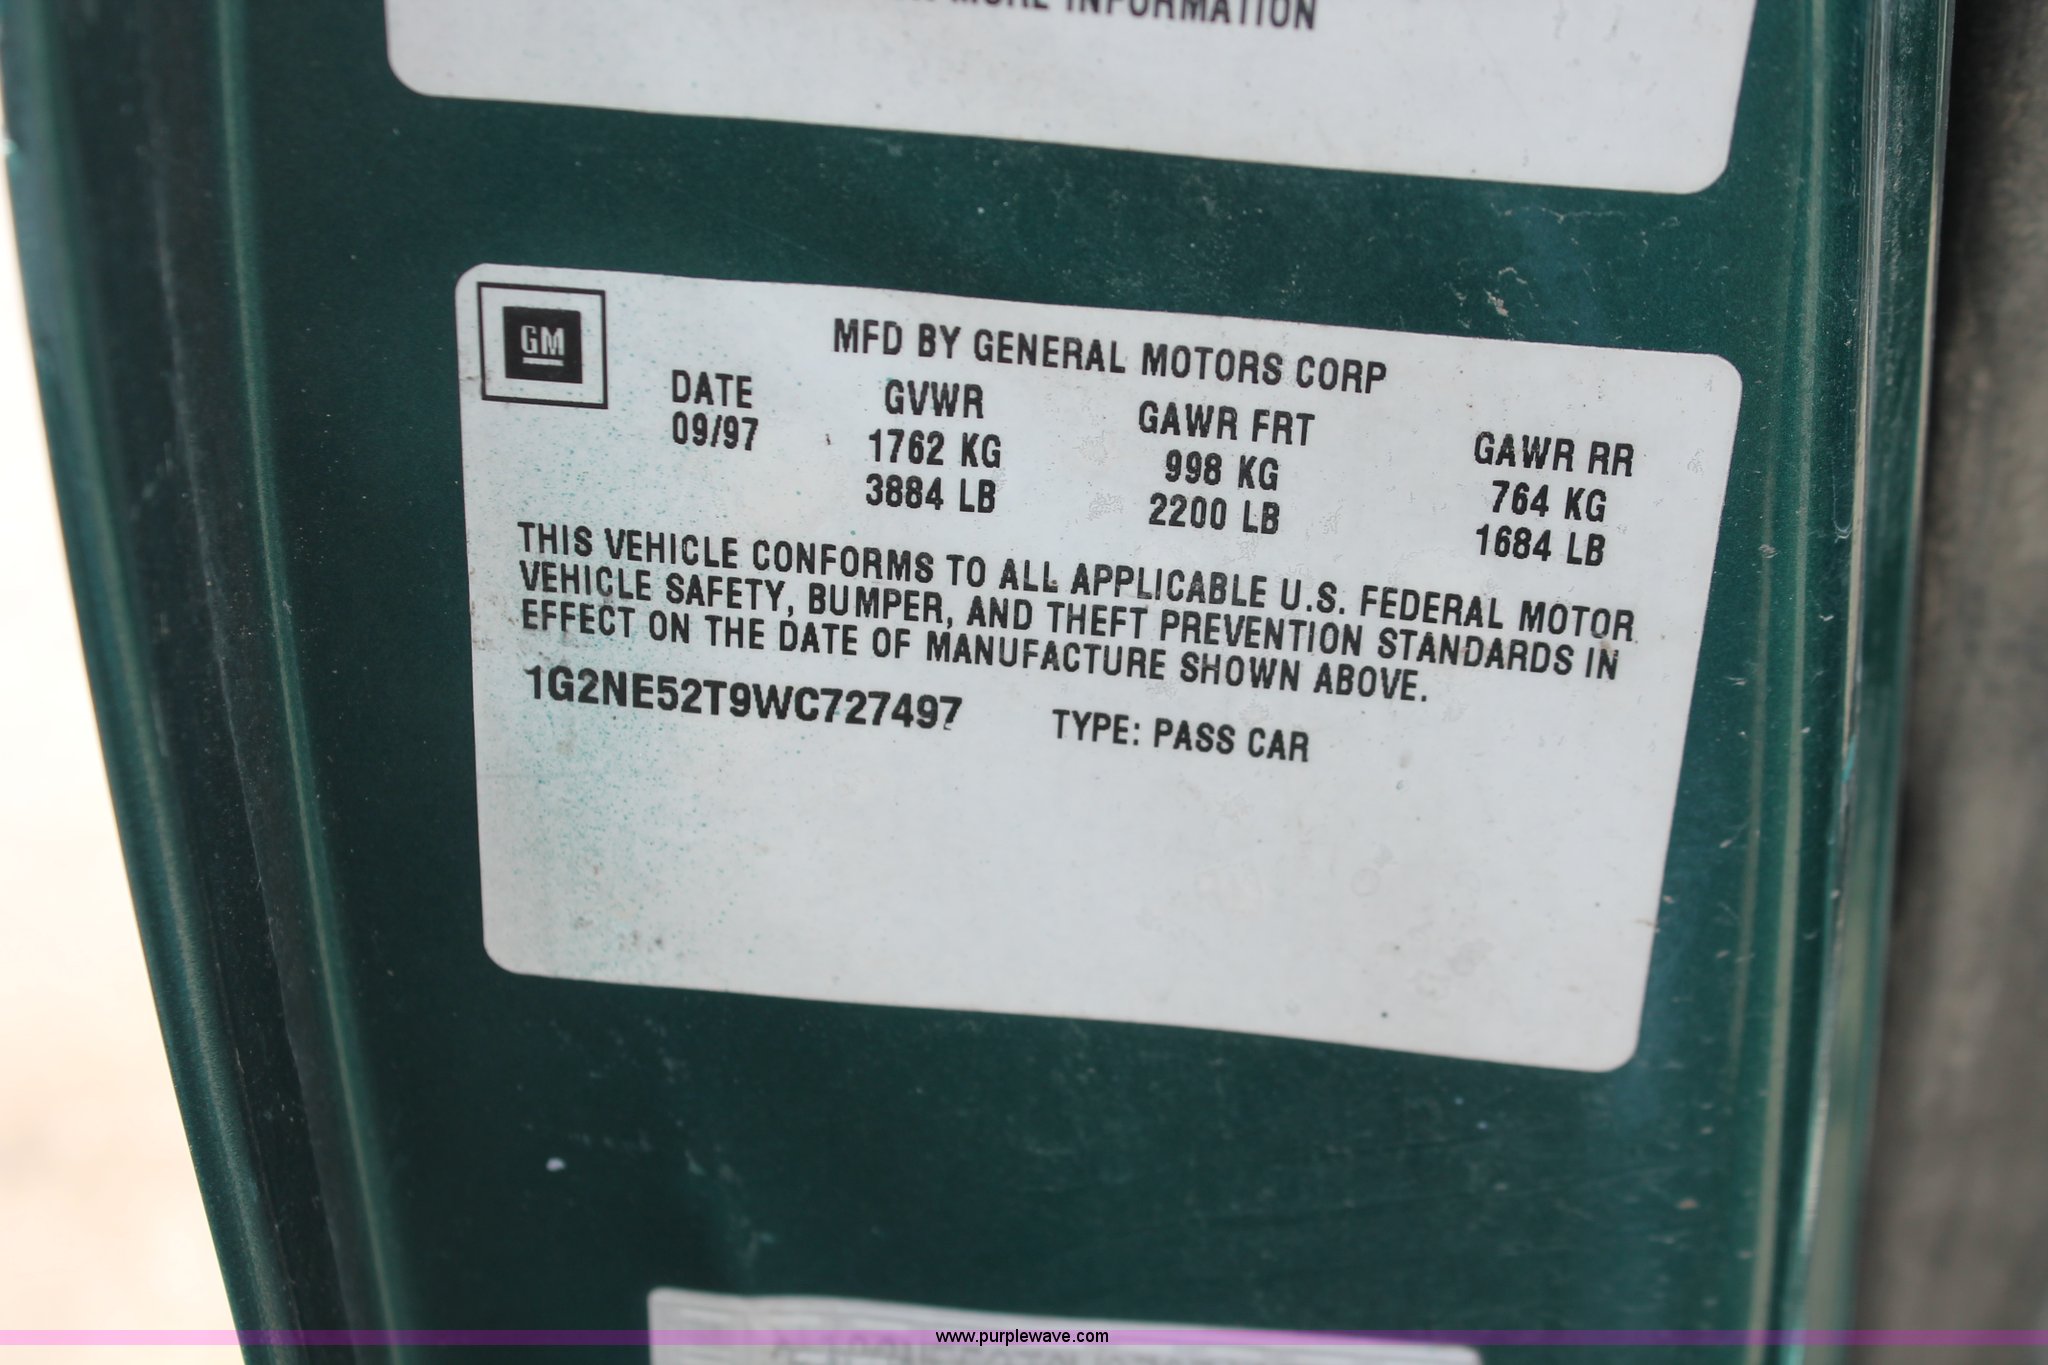 MORE INFORMATION
GM
MFD BY GENERAL MOTORS CORP
DATE GVWR GAWR FRT GAWR RR
09/97 1762 KG 998 KG 764 KG
3884 LB 2200 LB 1684 LB
THIS VEHICLE CONFORMS TO ALL APPLICABLE U.S. FEDERAL MOTOR
VEHICLE SAFETY, BUMPER, AND THEFT PREVENTION STANDARDS IN
EFFECT ON THE DATE OF MANUFACTURE SHOWN ABOVE.
1G2NE52T9WC727497 TYPE: PASS CAR
www.purplewave.com